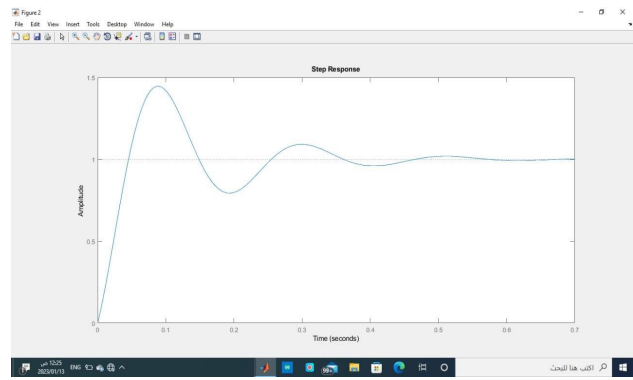 Figure 2
File Edit View Insert Tools Desktop Window Help
Step Response
1.5
1
0.5
0
Amplitude
0 0.1 0.2 0.3 0.4 0.5 0.6 0.7
Time (seconds)
12:25 ص
2023/01/13
ENG
99+
اكتب هنا للبحث